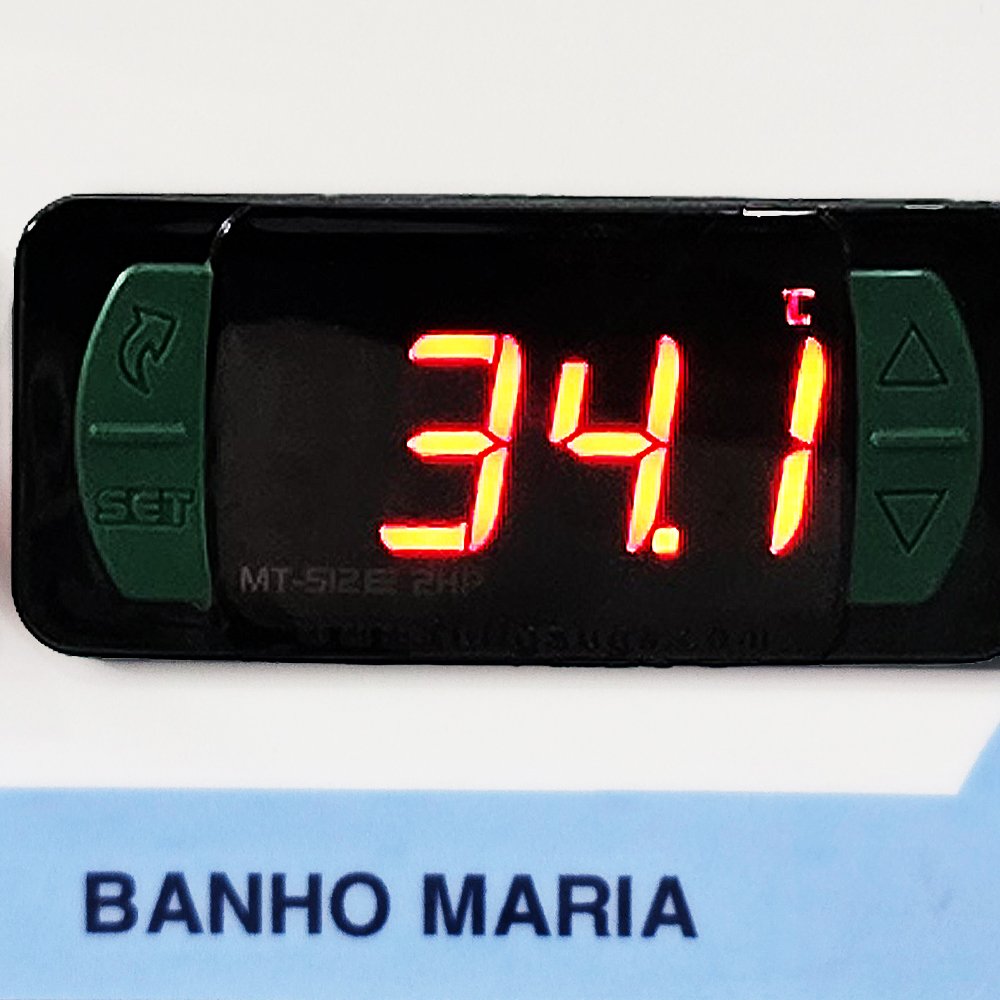 °C
34.1
SET
MT-512E 2HP
BANHO MARIA